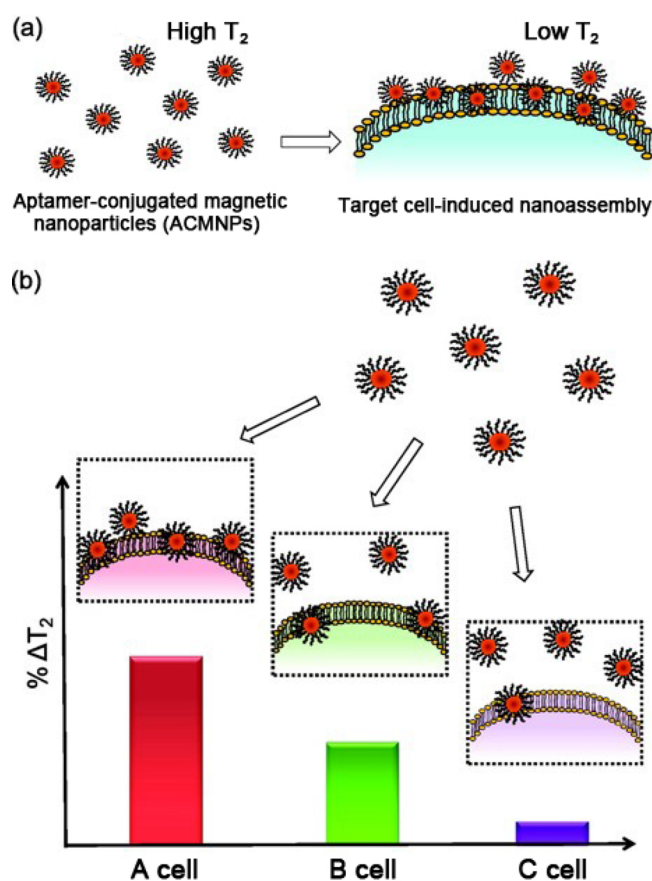 (a)
High T₂
Low T₂
Aptamer-conjugated magnetic
nanoparticles (ACMNPs)
Target cell-induced nanoassembly
(b)
% ΔT₂
A cell
B cell
C cell